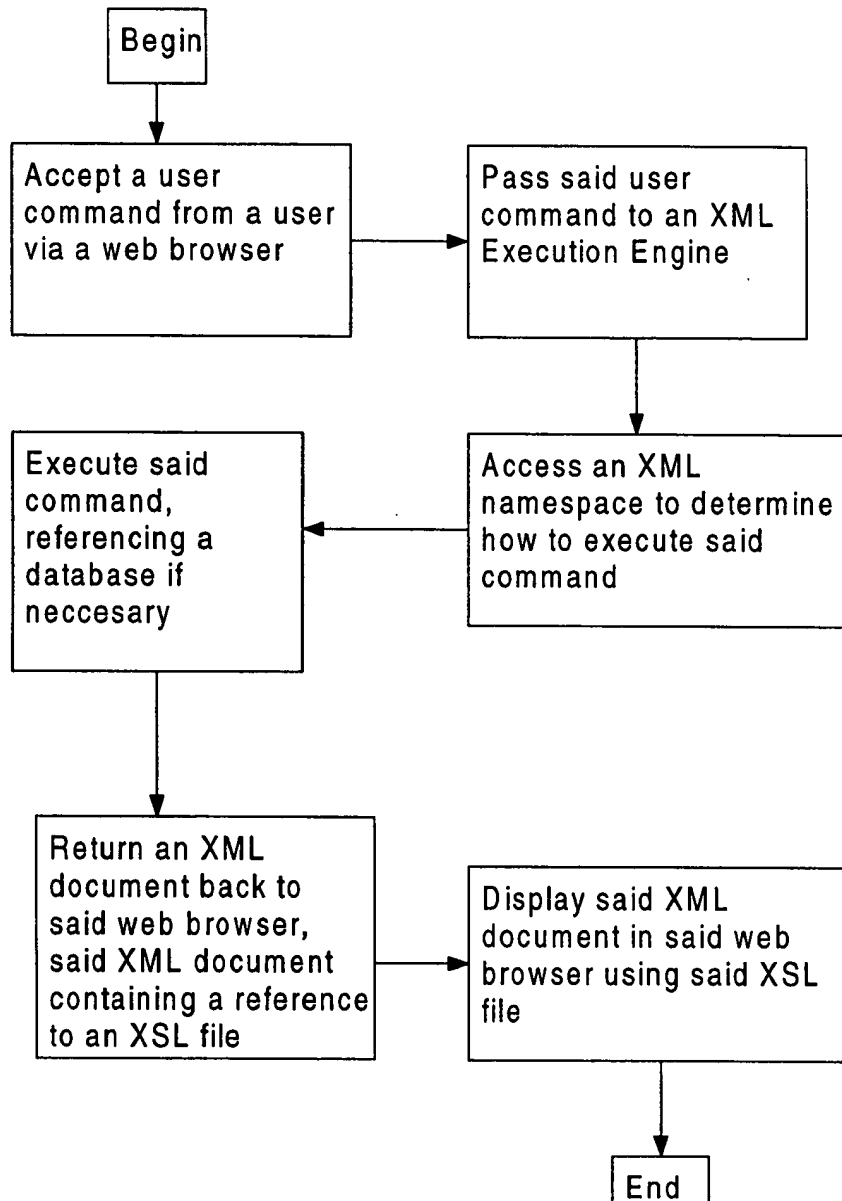 Begin
Accept a user
command from a user
via a web browser
Pass said user
command to an XML
Execution Engine
Access an XML
namespace to determine
how to execute said
command
Execute said
command,
referencing a
database if
neccesary
Return an XML
document back to
said web browser,
said XML document
containing a reference
to an XSL file
Display said XML
document in said web
browser using said XSL
file
End